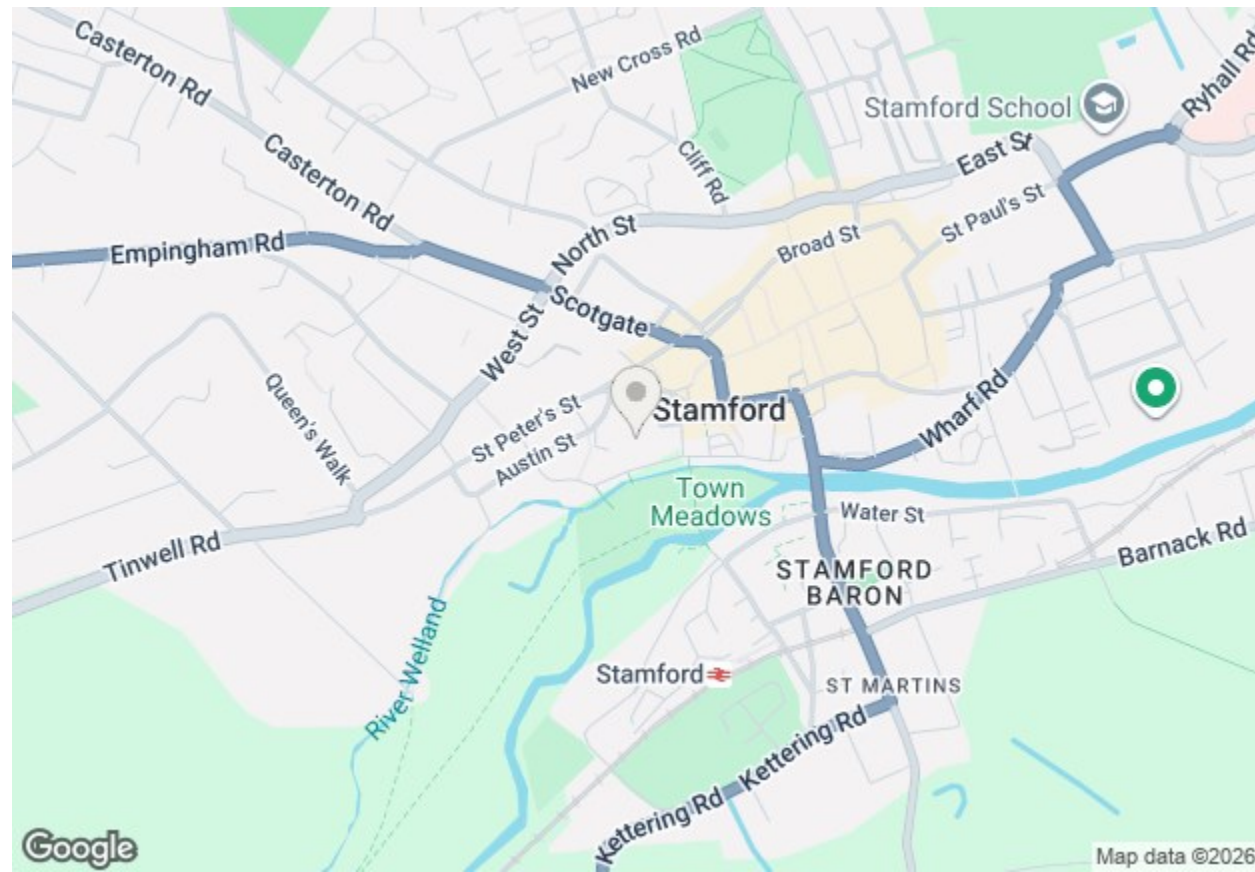 Casterton Rd
New Cross Rd
Ryhall Rd
Stamford School
Casterton Rd
Cliff Rd
East St
St Paul's St
North St
Broad St
Empingham Rd
Scotgate
West St
Queen's Walk
St Peter's St
Stamford
Wharf Rd
Austin St
Town
Meadows
Water St
Tinwell Rd
Barnack Rd
STAMFORD
BARON
River Welland
Stamford
ST MARTINS
Kettering Rd
Kettering Rd
Google
Map data ©2026